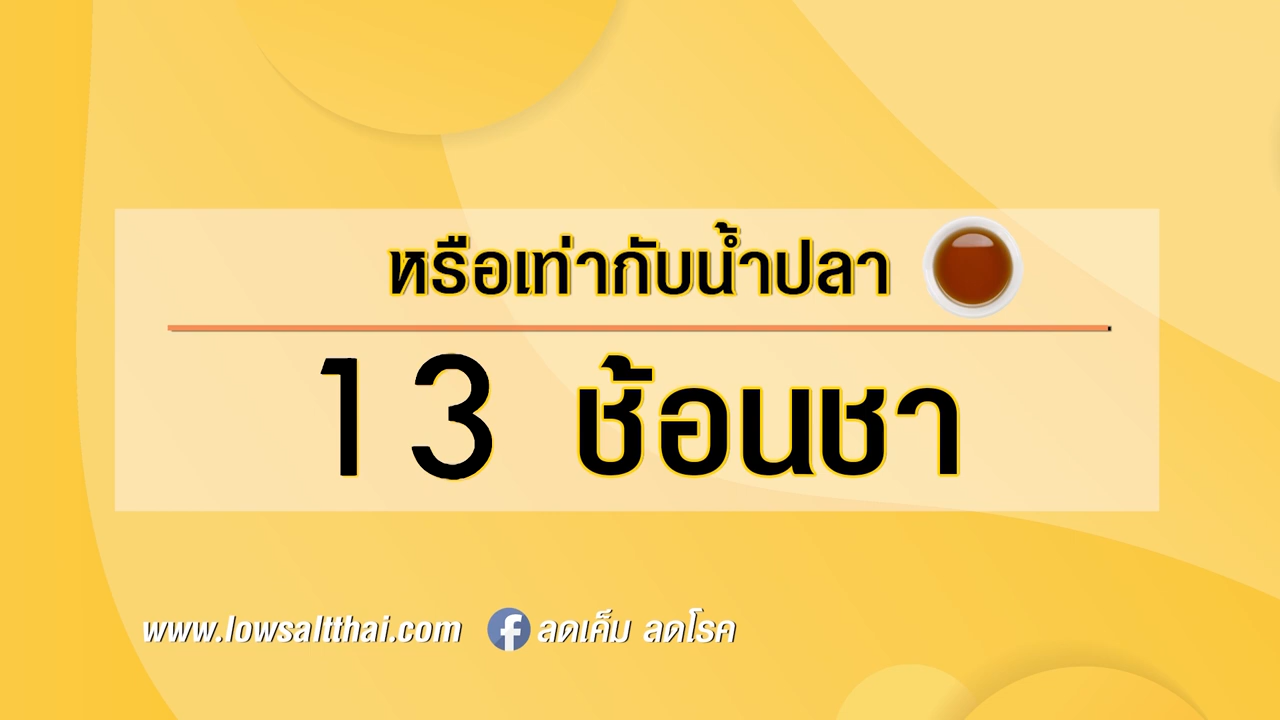 หรือเท่ากับน้ำปลา
13 ช้อนชา
www.lowsaltthai.com ลดเค็ม ลดโรค